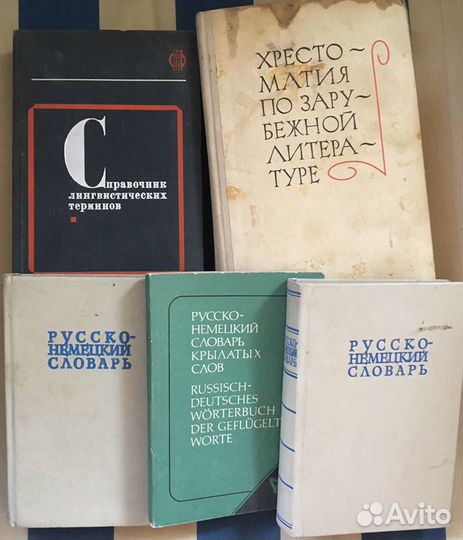 Справочник
лингвистических
терминов
ХРЕСТО-
МАТИЯ
ПО ЗАРУ-
БЕЖНОЙ
ЛИТЕРА-
ТУРЕ
РУССКО-
НЕМЕЦКИЙ
СЛОВАРЬ
РУССКО-
НЕМЕЦКИЙ
СЛОВАРЬ
КРЫЛАТЫХ
СЛОВ
RUSSISCH-
DEUTSCHES
WÖRTERBUCH
DER GEFLÜGELT
WORTE
РУССКО-
НЕМЕЦКИЙ
СЛОВАРЬ
Avito